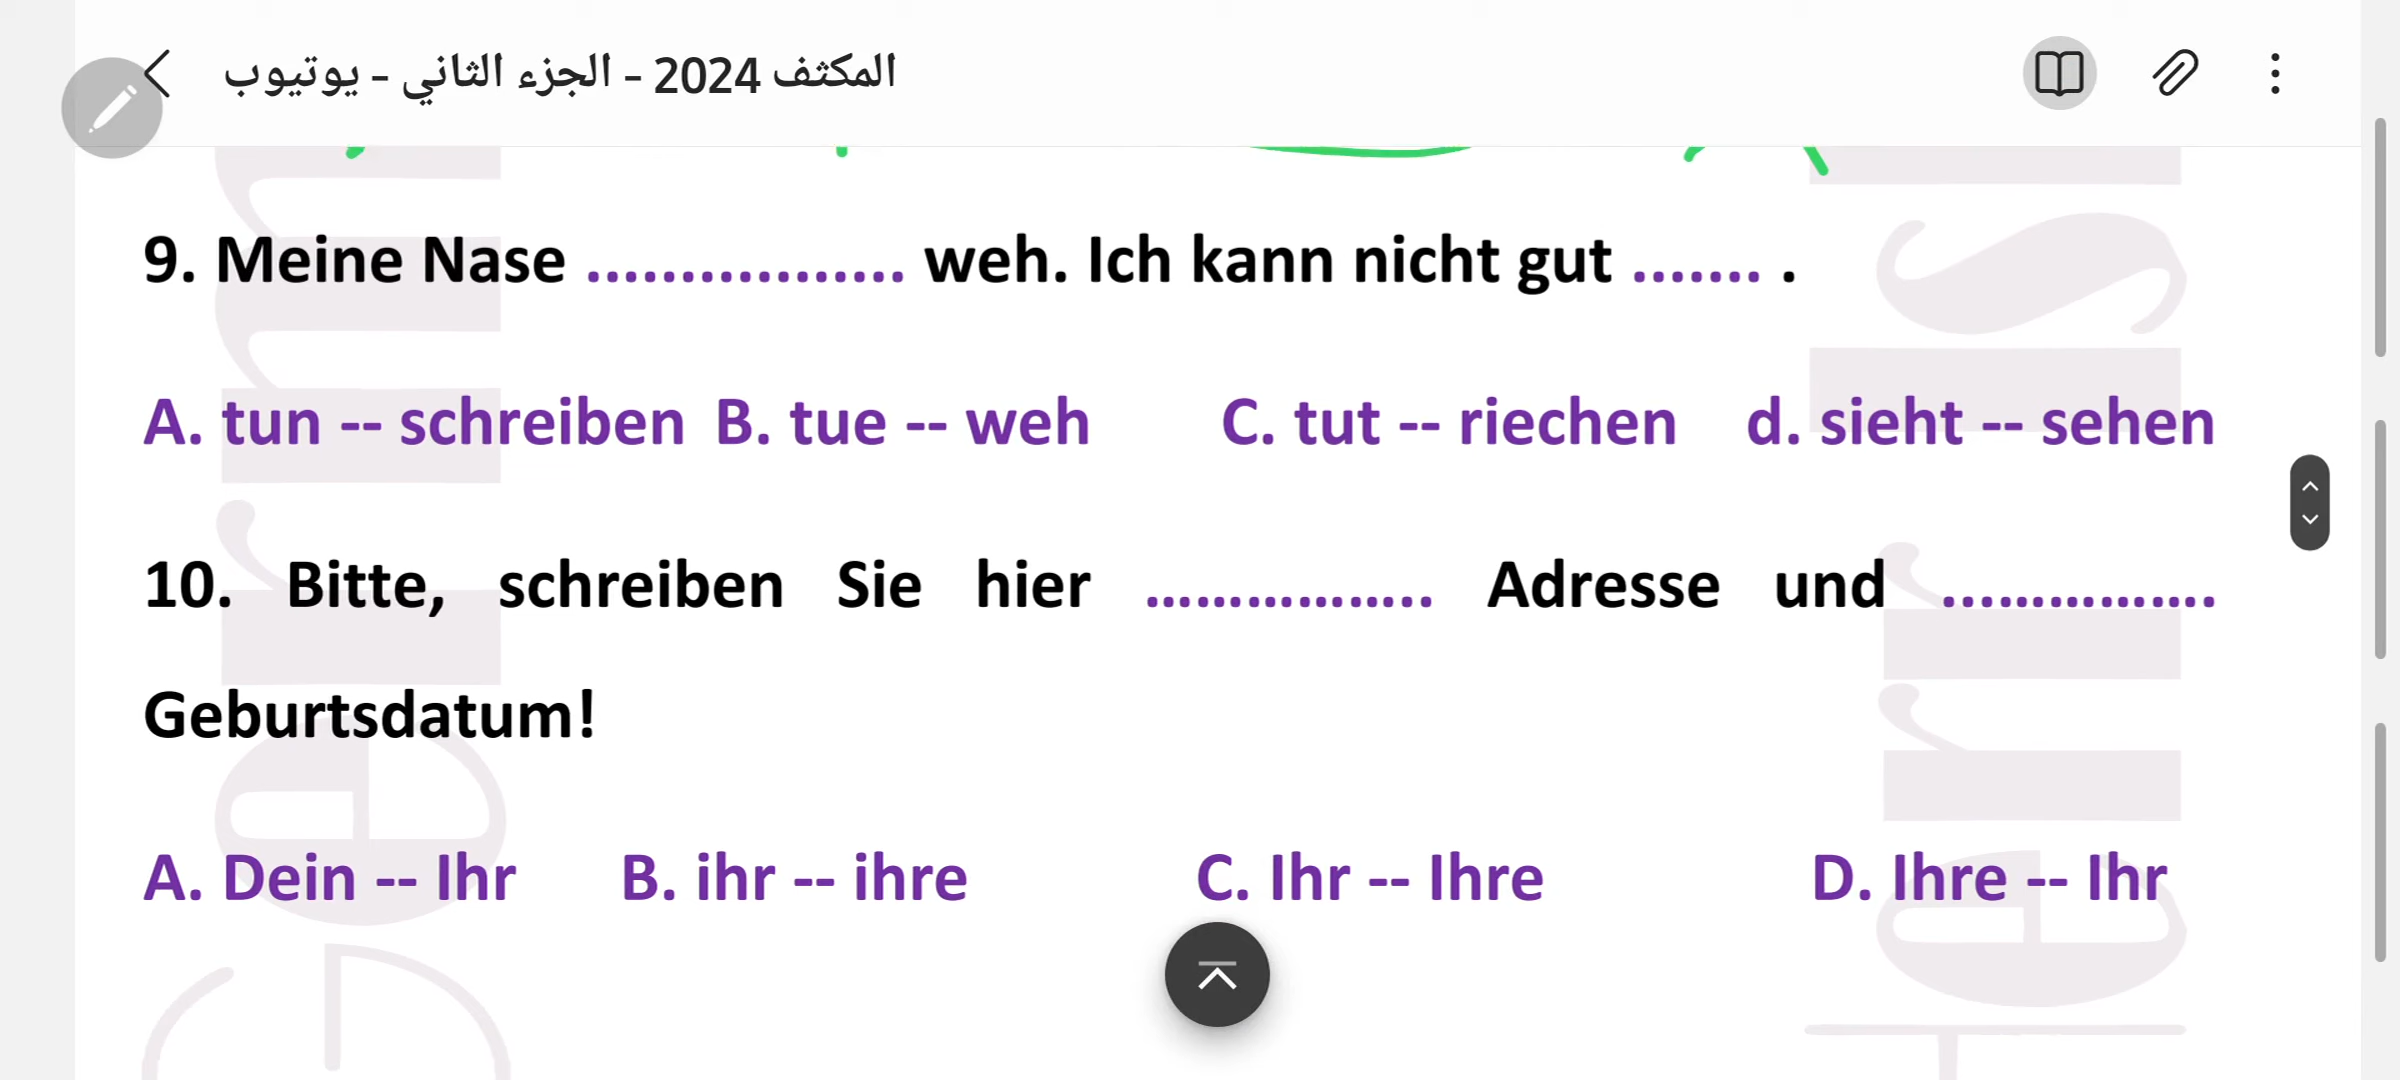 المكثف 2024 - الجزء الثاني - يوتيوب
9. Meine Nase ................. weh. Ich kann nicht gut ....... .
A. tun -- schreiben B. tue -- weh C. tut -- riechen d. sieht -- sehen
10. Bitte, schreiben Sie hier ................. Adresse und ................
Geburtsdatum!
A. Dein -- Ihr B. ihr -- ihre C. Ihr -- Ihre D. Ihre -- Ihr